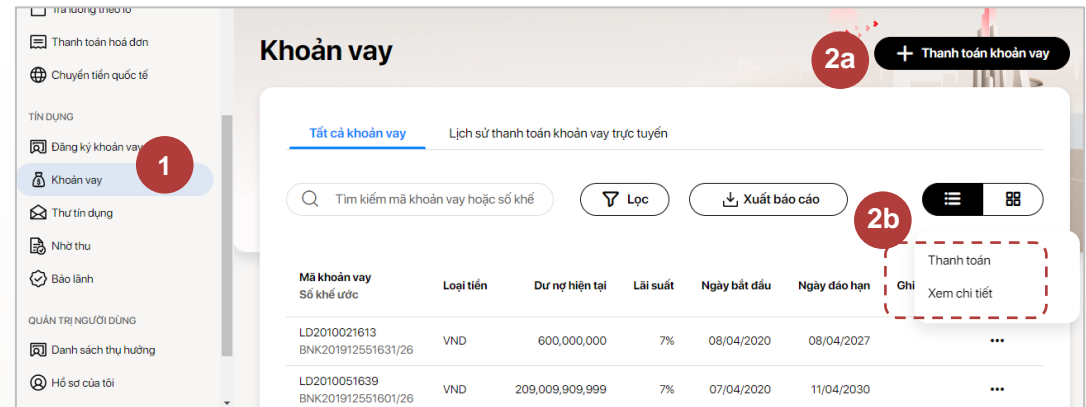 Trả lương theo lô
Thanh toán hoá đơn
Chuyển tiền quốc tế
TÍN DỤNG
Đăng ký khoản vay
Khoản vay
1
Thư tín dụng
Nhờ thu
Bảo lãnh
QUẢN TRỊ NGƯỜI DÙNG
Danh sách thụ hưởng
Hồ sơ của tôi
Khoản vay
2a
Thanh toán khoản vay
Tất cả khoản vay
Lịch sử thanh toán khoản vay trực tuyến
Tìm kiếm mã khoản vay hoặc số khế
Lọc
Xuất báo cáo
2b
Thanh toán
Xem chi tiết
Mã khoản vay
Số khế ước
Loại tiền
Dư nợ hiện tại
Lãi suất
Ngày bắt đầu
Ngày đáo hạn
Ghi
LD2010021613
BNK201912551631/26
VND
600,000,000
7%
08/04/2020
08/04/2027
LD2010051639
BNK201912551601/26
VND
209,009,909,999
7%
07/04/2020
11/04/2030